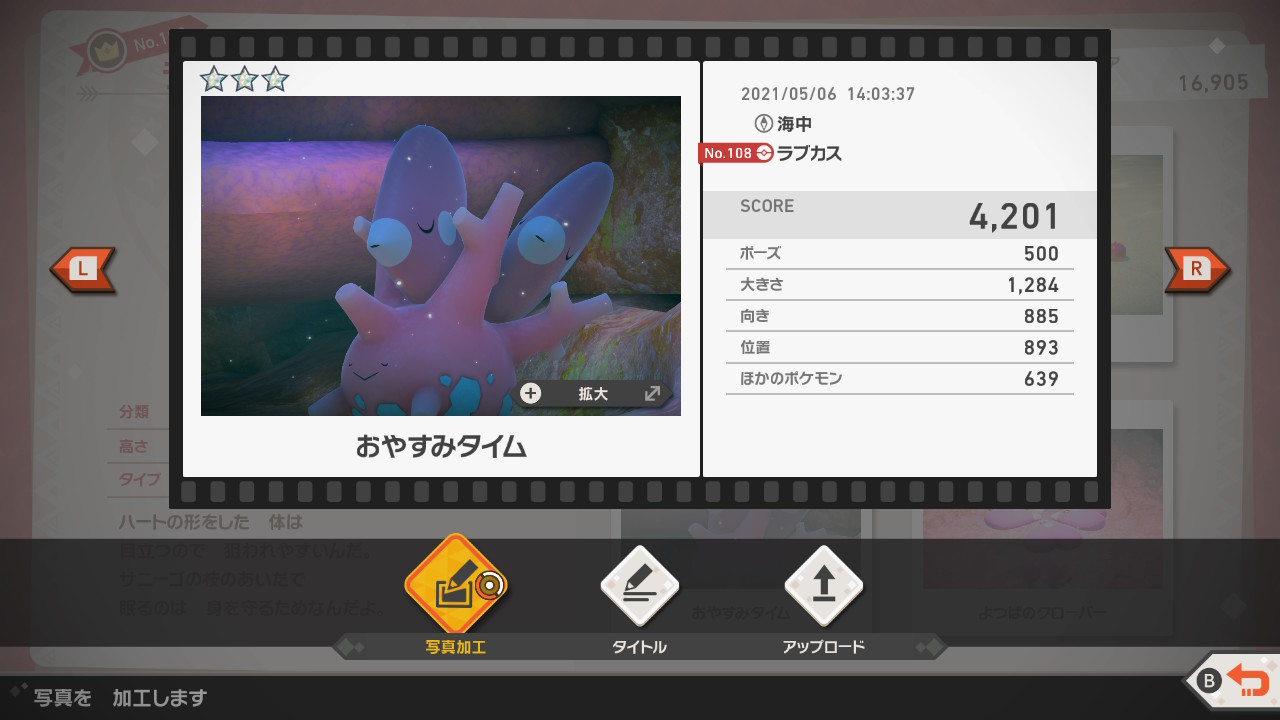 No.1
16,905
2021/05/06 14:03:37
海中
No.108 ラブカス
SCORE 4,201
ポーズ 500
大きさ 1,284
向き 885
位置 893
ほかのポケモン 639
L
R
+ 拡大
おやすみタイム
分類
高さ
タイプ
ハートの形をした 体は
目立つので 狙われやすいんだ。
サニーゴの枝のあいだで
眠るのは 身を守るためなんだよ。
おやすみタイム
よつばのクローバー
写真加工
タイトル
アップロード
写真を 加工します
B